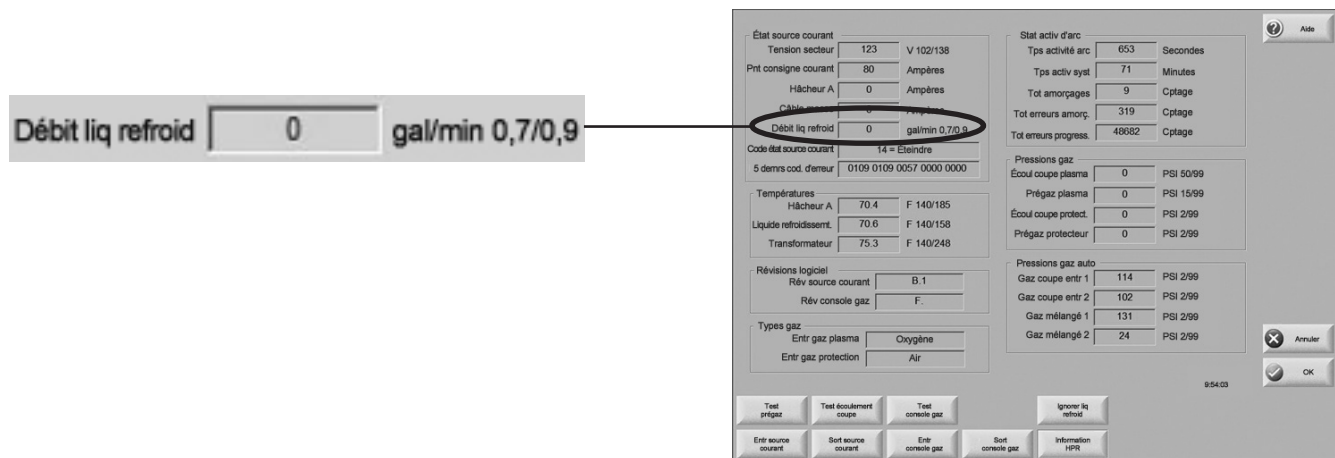 Débit liq refroid 0 gal/min 0,7/0,9
État source courant
Tension secteur 123 V 102/138
Pnt consigne courant 80 Ampères
Hâcheur A 0 Ampères
Débit liq refroid 0 gal/min 0,7/0,9
Code état source courant 14 = Éteindre
5 demrs cod. d'erreur 0109 0109 0057 0000 0000
Températures
Hâcheur A 70.4 F 140/185
Liquide refroidissemt. 70.6 F 140/158
Transformateur 75.3 F 140/248
Révisions logiciel
Rév source courant B.1
Rév console gaz F.
Types gaz
Entr gaz plasma Oxygène
Entr gaz protection Air
Stat activ d'arc
Tps activité arc 653 Secondes
Tps activ syst 71 Minutes
Tot amorçages 9 Cptage
Tot erreurs amorç. 319 Cptage
Tot erreurs progress. 48682 Cptage
Pressions gaz
Écoul coupe plasma 0 PSI 50/99
Prégaz plasma 0 PSI 15/99
Écoul coupe protect. 0 PSI 2/99
Prégaz protecteur 0 PSI 2/99
Pressions gaz auto
Gaz coupe entr 1 114 PSI 2/99
Gaz coupe entr 2 102 PSI 2/99
Gaz mélangé 1 131 PSI 2/99
Gaz mélangé 2 24 PSI 2/99
Aide
Annuler
OK
9:54:03
Test
prégaz
Test écoulement
coupe
Test
console gaz
Ignorer liq
refroid
Entr source
courant
Sort source
courant
Entr
console gaz
Sort
console gaz
Information
HPR